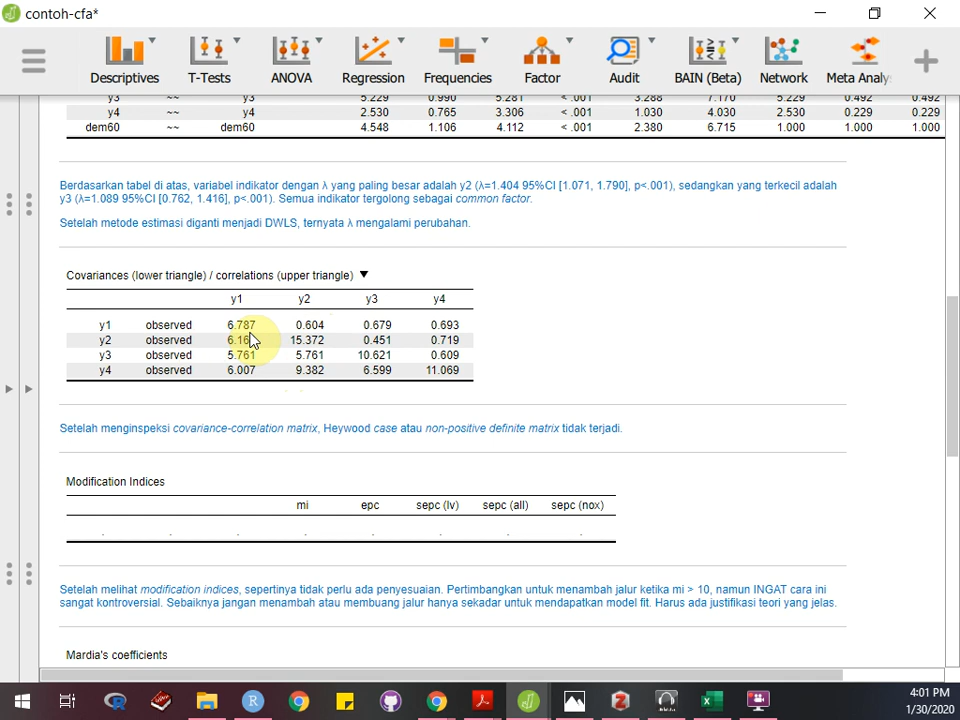 contoh-cfa*
Descriptives T-Tests ANOVA Regression Frequencies Factor Audit BAIN (Beta) Network Meta Analy
y3 ~~ y3 5.229 0.990 5.281 < .001 3.288 7.170 5.229 0.492 0.492
y4 ~~ y4 2.530 0.765 3.306 < .001 1.030 4.030 2.530 0.229 0.229
dem60 ~~ dem60 4.548 1.106 4.112 < .001 2.380 6.715 1.000 1.000 1.000
Berdasarkan tabel di atas, variabel indikator dengan λ yang paling besar adalah y2 (λ=1.404 95%CI [1.071, 1.790], p<.001), sedangkan yang terkecil adalah
y3 (λ=1.089 95%CI [0.762, 1.416], p<.001). Semua indikator tergolong sebagai common factor.
Setelah metode estimasi diganti menjadi DWLS, ternyata λ mengalami perubahan.
Covariances (lower triangle) / correlations (upper triangle) ▼
y1 y2 y3 y4
y1 observed 6.787 0.604 0.679 0.693
y2 observed 15.372 0.451 0.719
y3 observed 5.761 5.761 10.621 0.609
y4 observed 6.007 9.382 6.599 11.069
Setelah menginspeksi covariance-correlation matrix, Heywood case atau non-positive definite matrix tidak terjadi.
Modification Indices
mi epc sepc (lv) sepc (all) sepc (nox)
. . . . . . . .
Setelah melihat modification indices, sepertinya tidak perlu ada penyesuaian. Pertimbangkan untuk menambah jalur ketika mi > 10, namun INGAT cara ini
sangat kontroversial. Sebaiknya jangan menambah atau membuang jalur hanya sekadar untuk mendapatkan model fit. Harus ada justifikasi teori yang jelas.
Mardia's coefficients
4:01 PM
1/30/2020